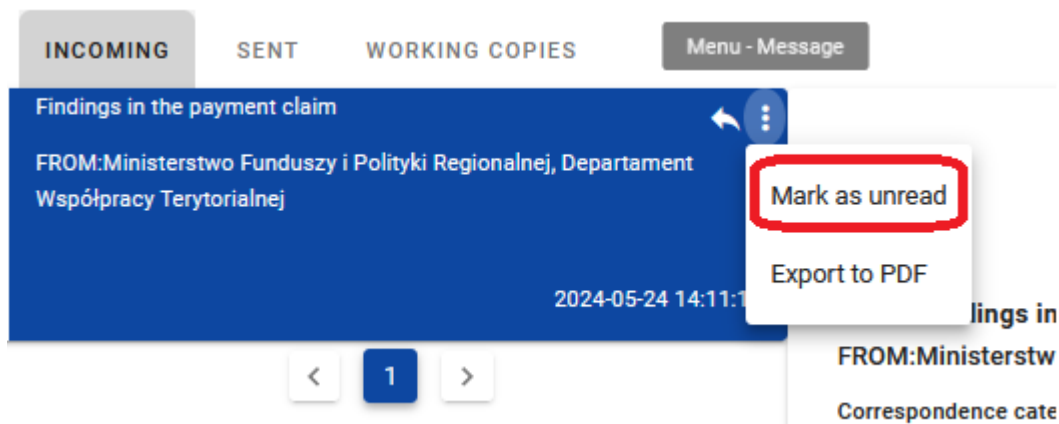 INCOMING SENT WORKING COPIES Menu - Message
Findings in the payment claim
FROM:Ministerstwo Funduszy i Polityki Regionalnej, Departament
Współpracy Terytorialnej
Mark as unread
Export to PDF
2024-05-24 14:11:1
lings in
FROM:Ministerstw
1
Correspondence cate